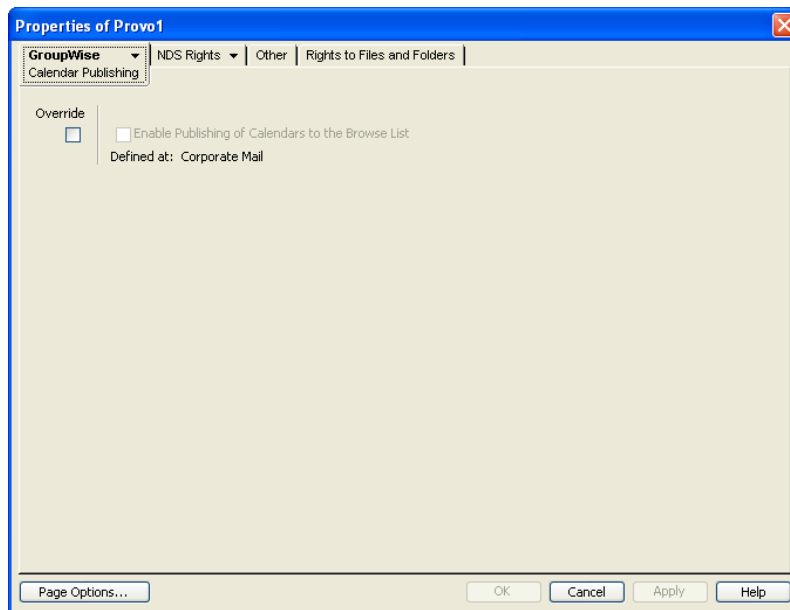 Properties of Provo1
GroupWise NDS Rights Other Rights to Files and Folders
Calendar Publishing
Override
Enable Publishing of Calendars to the Browse List
Defined at: Corporate Mail
Page Options... OK Cancel Apply Help